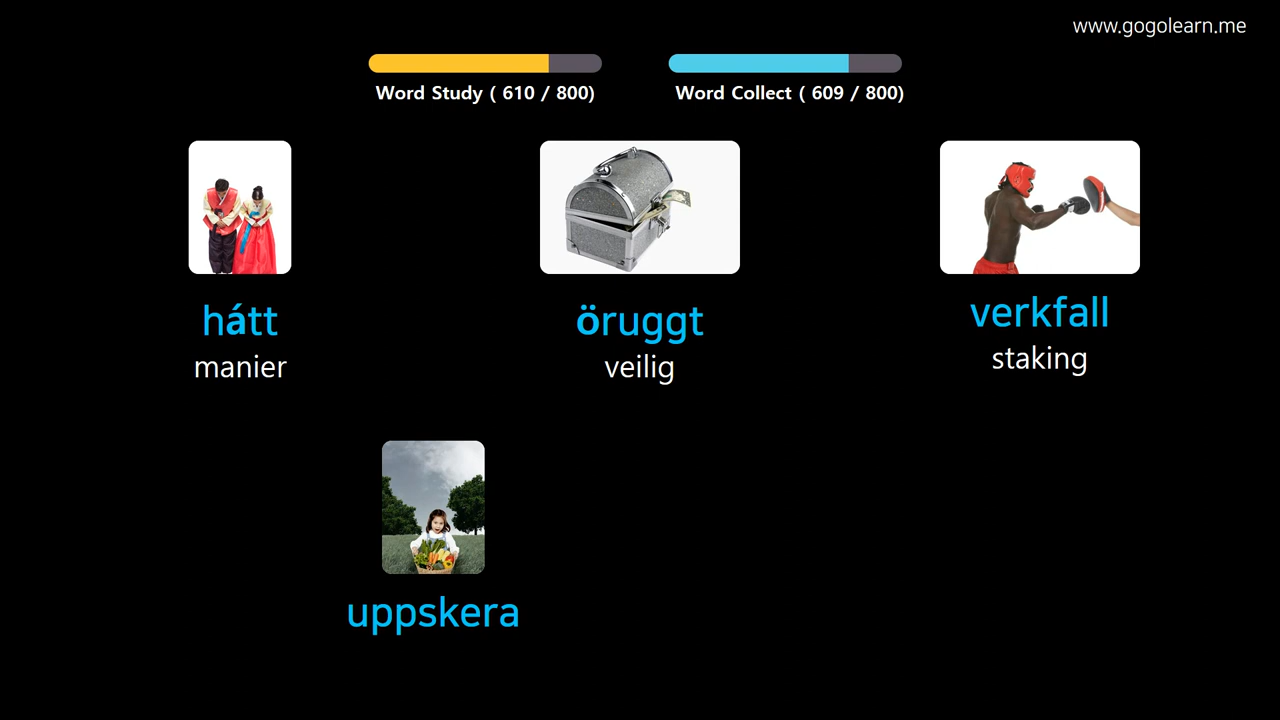 www.gogolearn.me
Word Study ( 610 / 800)
Word Collect ( 609 / 800)
hátt
manier
öruggt
veilig
verkfall
staking
uppskera